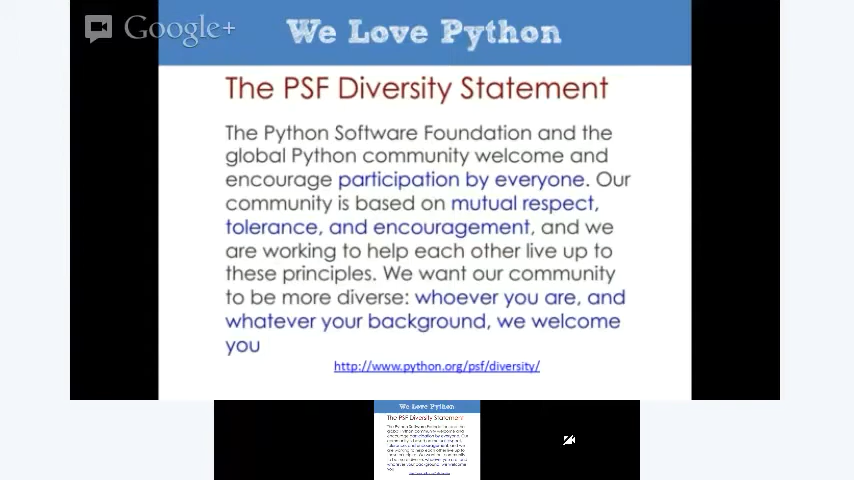 Google+
We Love Python
The PSF Diversity Statement
The Python Software Foundation and the
global Python community welcome and
encourage participation by everyone. Our
community is based on mutual respect,
tolerance, and encouragement, and we
are working to help each other live up to
these principles. We want our community
to be more diverse: whoever you are, and
whatever your background, we welcome
you
http://www.python.org/psf/diversity/
We Love Python
The PSF Diversity Statement